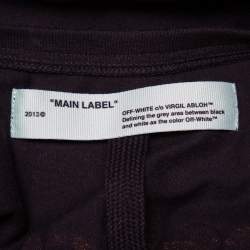 "MAIN LABEL"
2013©
OFF-WHITE c/o VIRGIL ABLOH™
Defining the grey area between black
and white as the color Off-White™